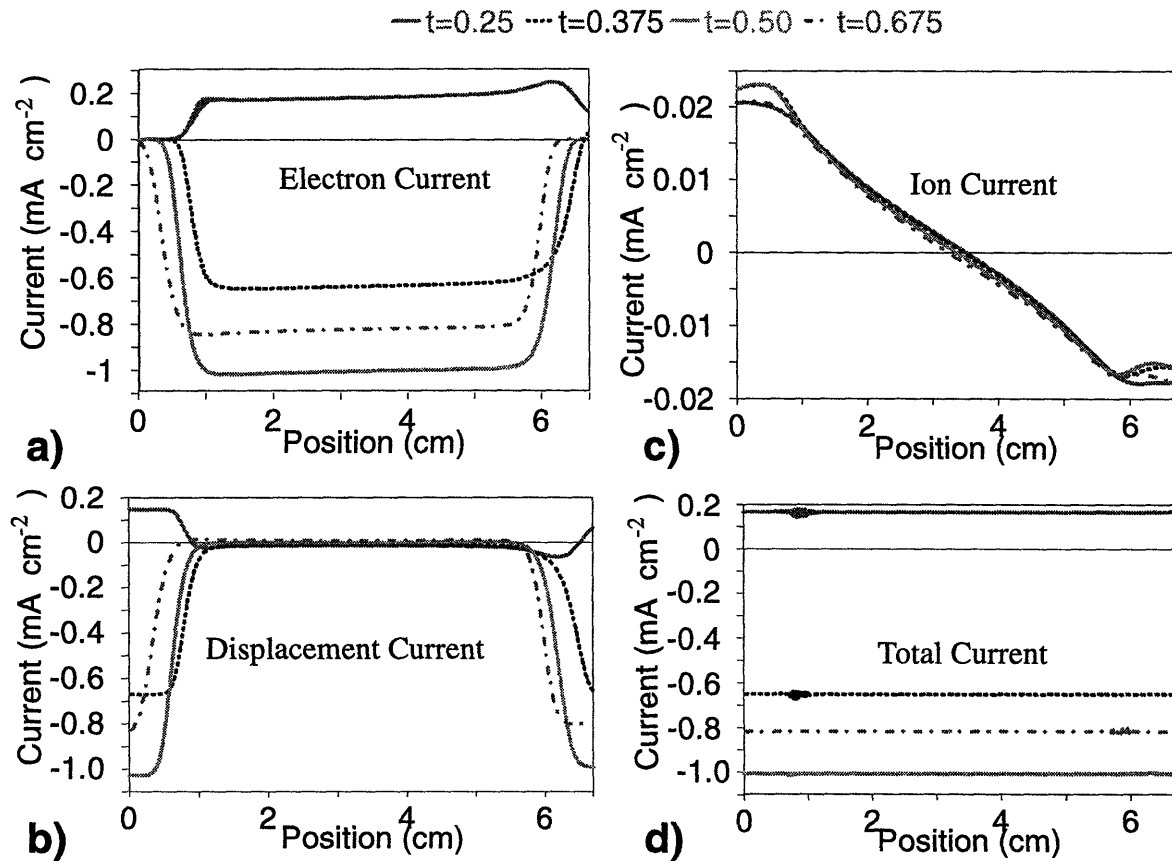 t=0.25 t=0.375 t=0.50 t=0.675
Current (mA cm-2)
0.2
0
-0.2
-0.4
-0.6
-0.8
-1
Electron Current
0 2 4 6
Position (cm)
a)
Current (mA cm-2)
0.02
0.01
0
-0.01
-0.02
Ion Current
0 2 4 6
Position (cm)
c)
Current (mA cm-2)
0.2
0
-0.2
-0.4
-0.6
-0.8
-1.0
Displacement Current
0 2 4 6
Position (cm)
b)
Current (mA cm-2)
0.2
0
-0.2
-0.4
-0.6
-0.8
-1.0
Total Current
0 2 4 6
Position (cm)
d)